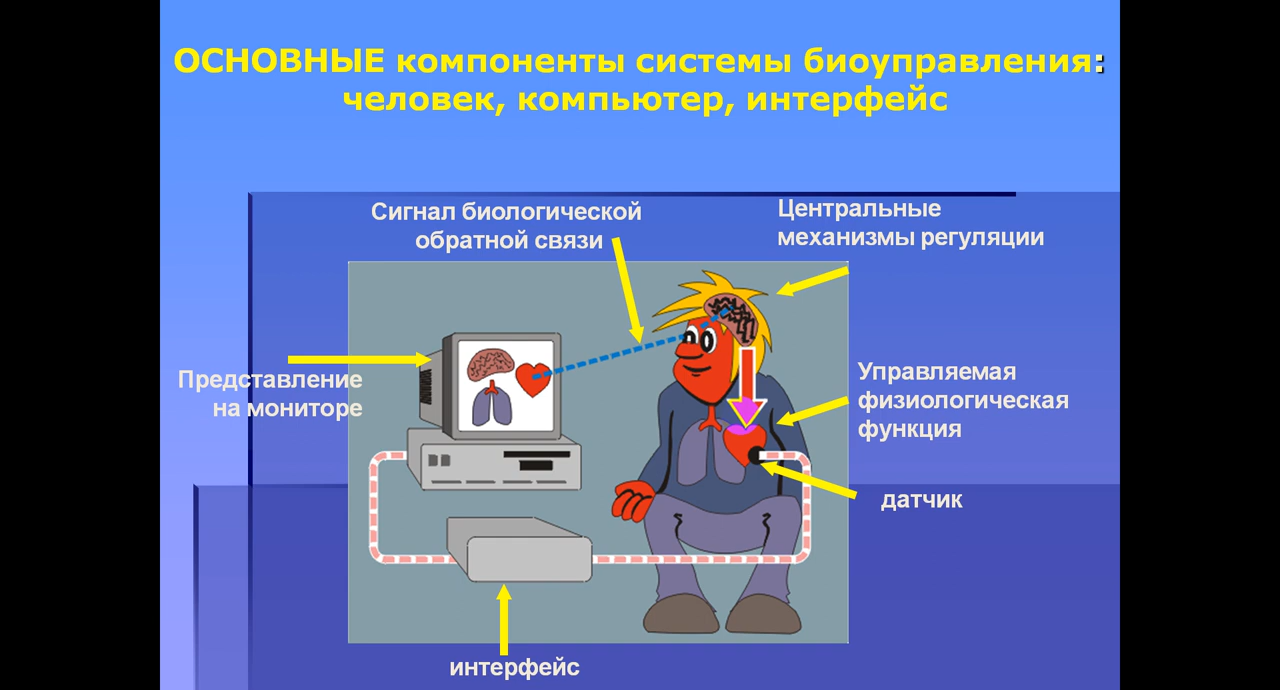 ОСНОВНЫЕ компоненты системы биоуправления:
человек, компьютер, интерфейс
Сигнал биологической
обратной связи
Центральные
механизмы регуляции
Представление
на мониторе
Управляемая
физиологическая
функция
датчик
интерфейс